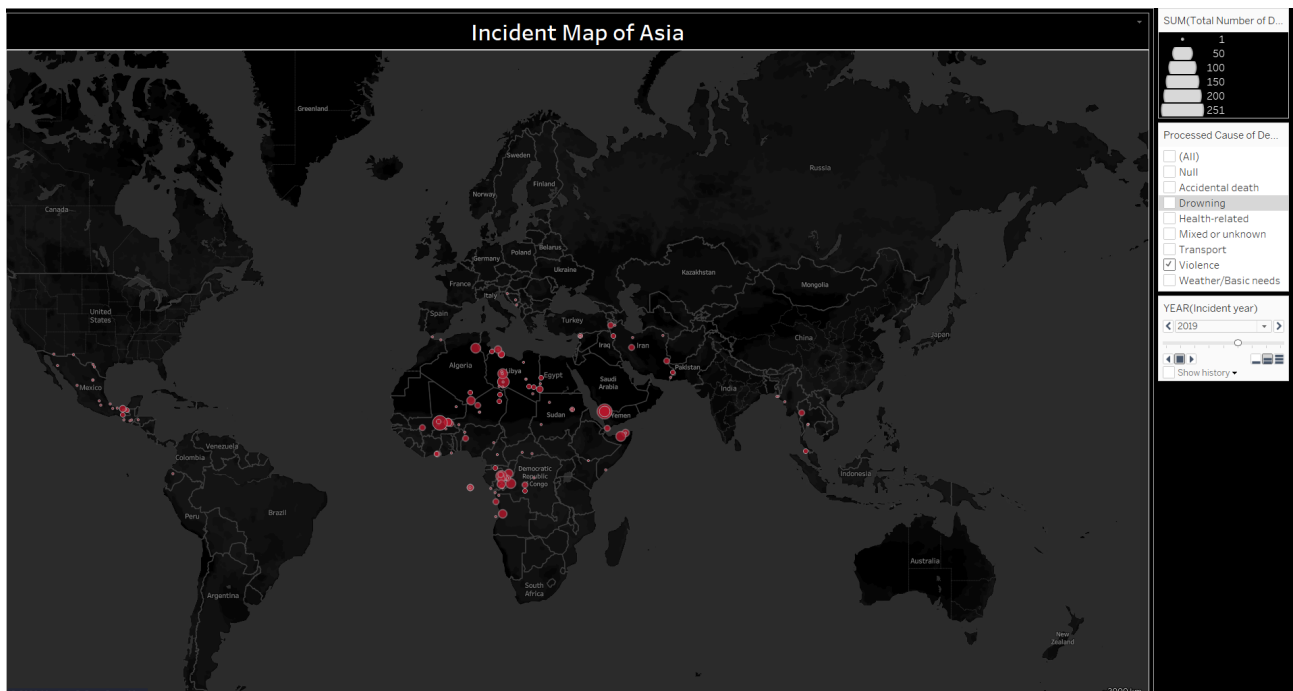 Incident Map of Asia
Greenland
Sweden
Finland
Norway
Russia
Canada
Poland
Belarus
Germany
Ukraine
France
Kazakhstan
Mongolia
Italy
United
States
Spain
Turkey
Japan
China
Iraq
Iran
Algeria
Libya
Egypt
Pakistan
Mexico
Saudi
Arabia
India
Sudan
Yemen
Venezuela
Colombia
Democratic
Republic
Congo
Indonesia
Peru
Brazil
Australia
South
Africa
Argentina
New
Zealand
SUM(Total Number of D...
1
50
100
150
200
251
Processed Cause of De...
(All)
Null
Accidental death
Drowning
Health-related
Mixed or unknown
Transport
Violence
Weather/Basic needs
YEAR(Incident year)
2019
Show history